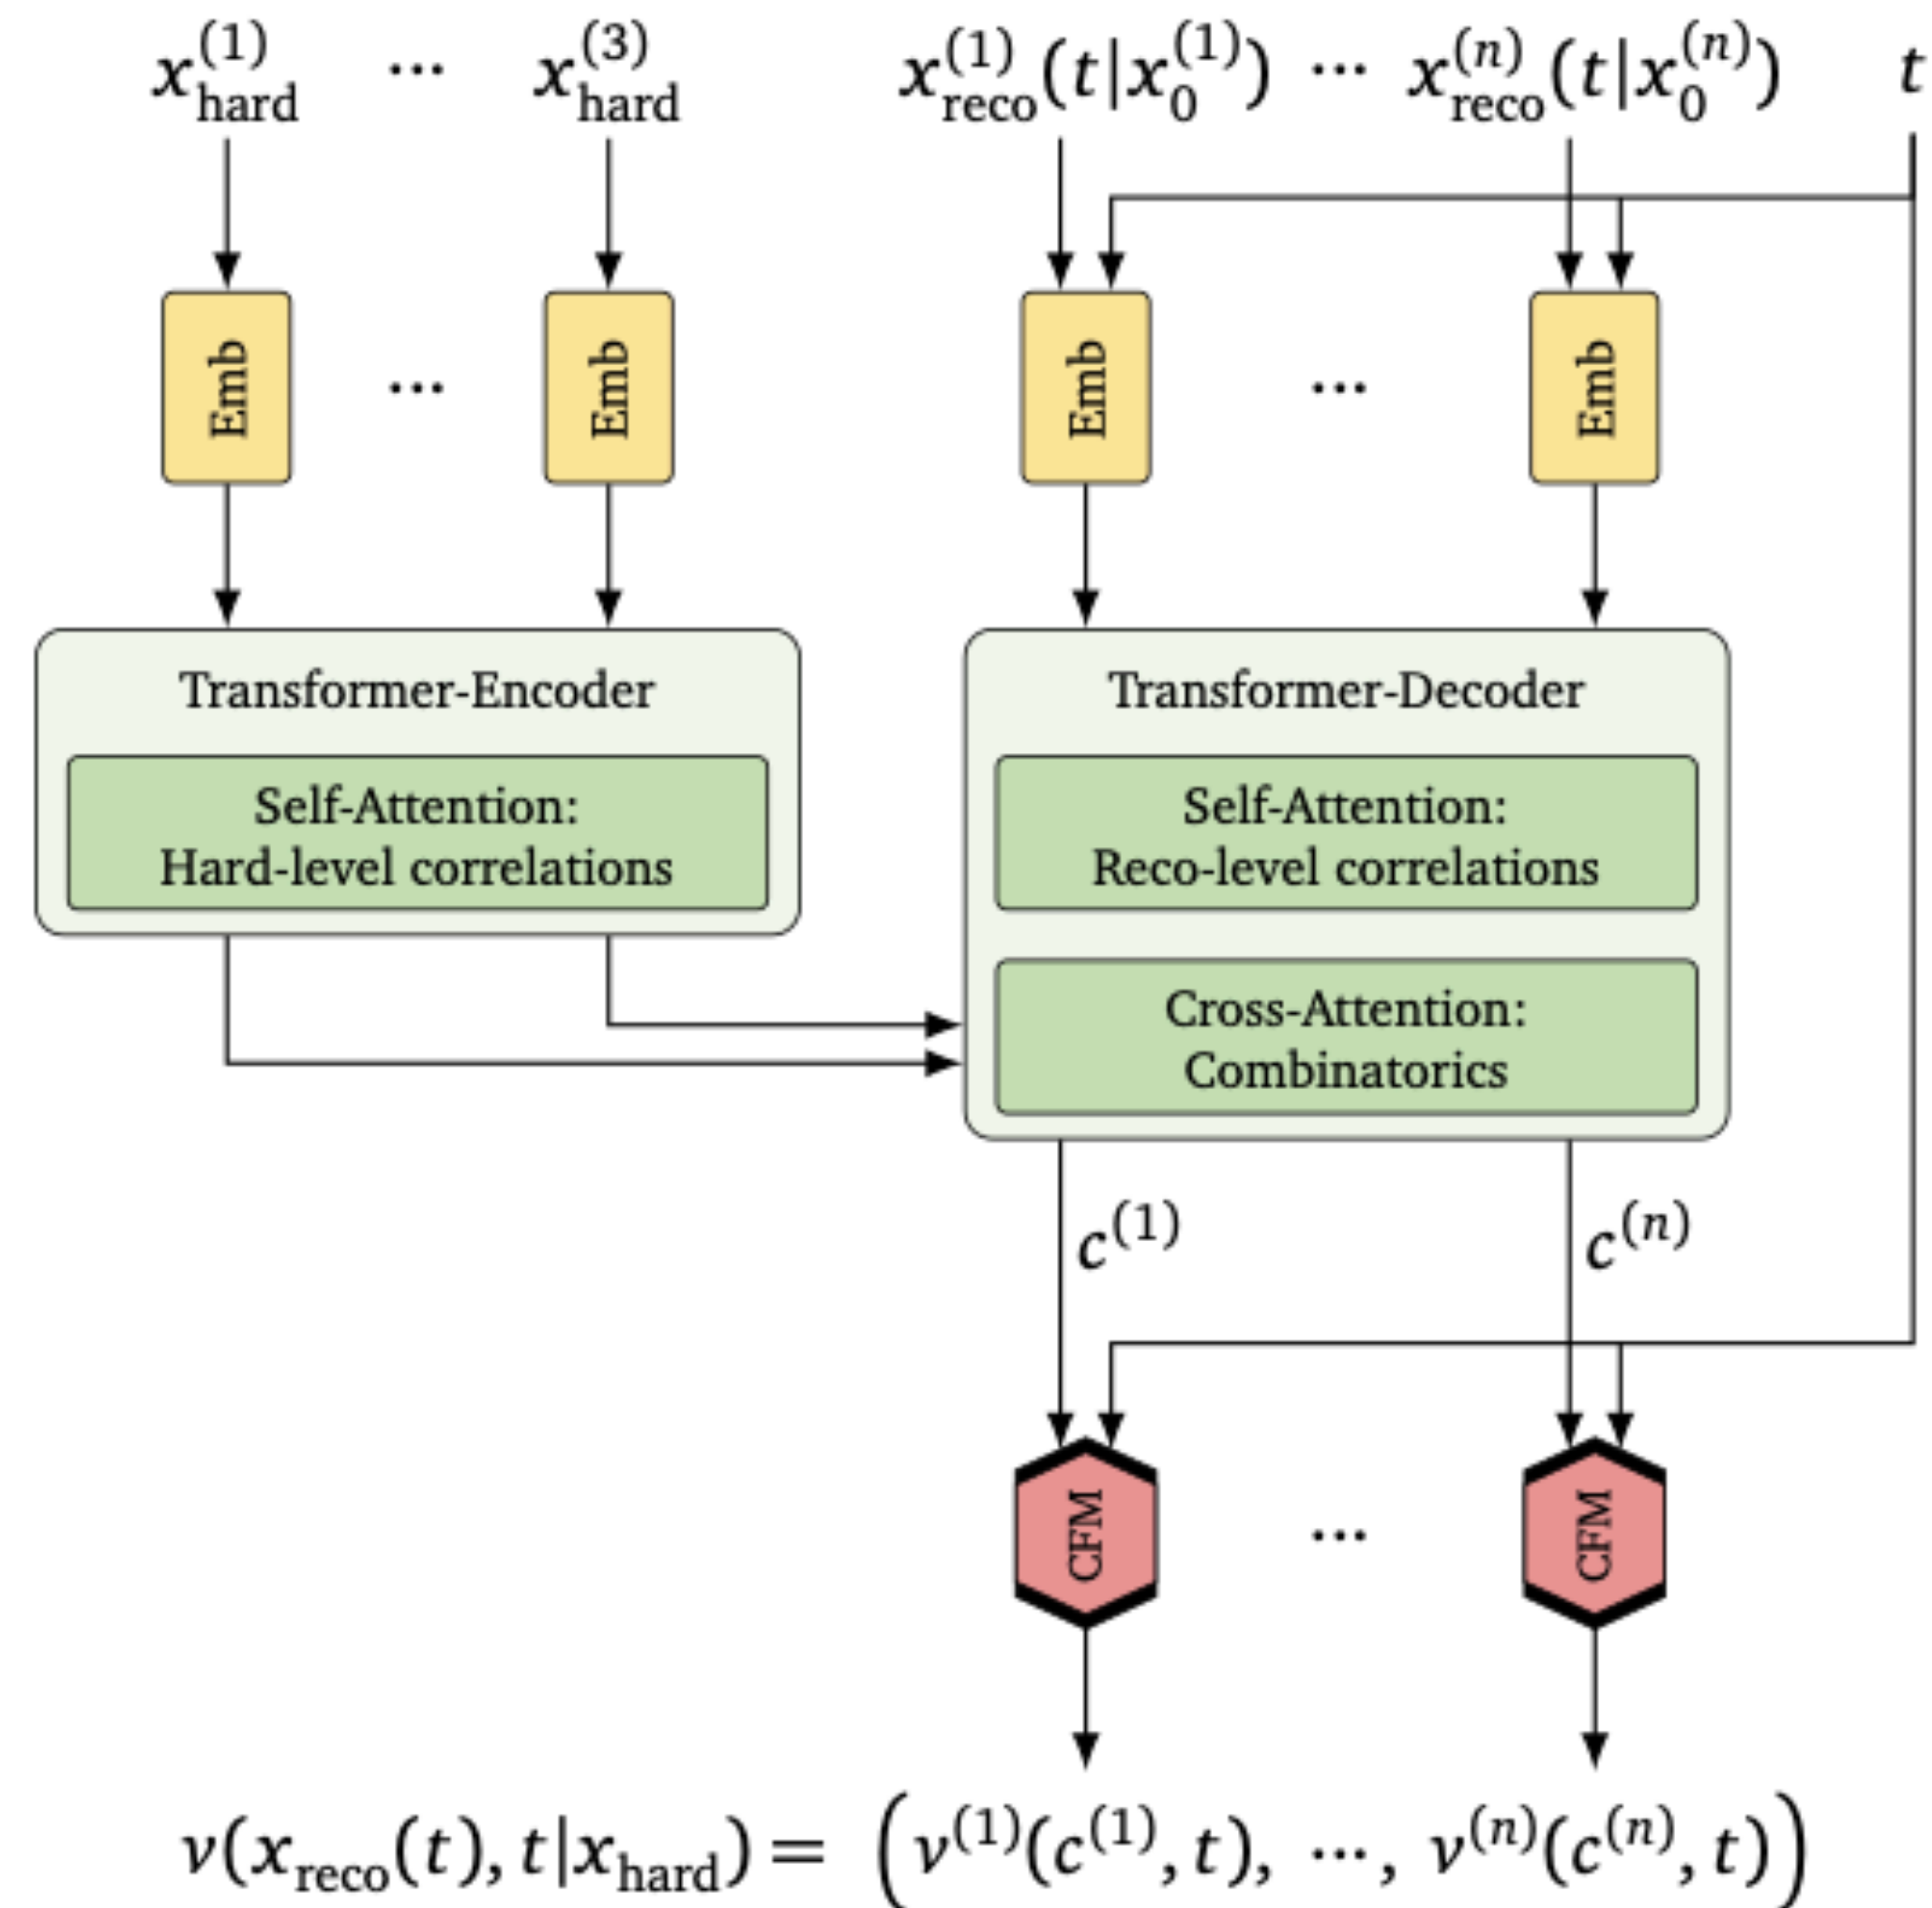 x_hard^(1) ... x_hard^(3) x_reco^(1)(t|x_0^(1)) ... x_reco^(n)(t|x_0^(n)) t
Emb ... Emb Emb ... Emb
Transformer-Encoder
Self-Attention:
Hard-level correlations
Transformer-Decoder
Self-Attention:
Reco-level correlations
Cross-Attention:
Combinatorics
c^(1) c^(n)
CFM ... CFM
v(x_reco(t), t|x_hard) = (v^(1)(c^(1), t), ..., v^(n)(c^(n), t))